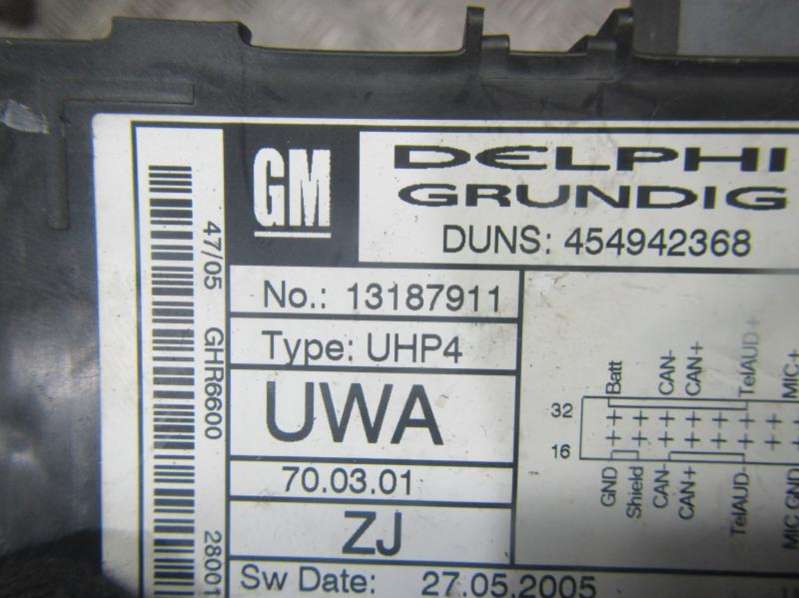 GM
DELPHI
GRUNDIG
DUNS: 454942368
No.: 13187911
Type: UHP4
UWA
70.03.01
ZJ
Sw Date: 27.05.2005
47/05 GHR6600 28001
Batt CAN- CAN+ TelAUD+ MIC+
32
16
GND Shield CAN- CAN+ TelAUD- MIC GND